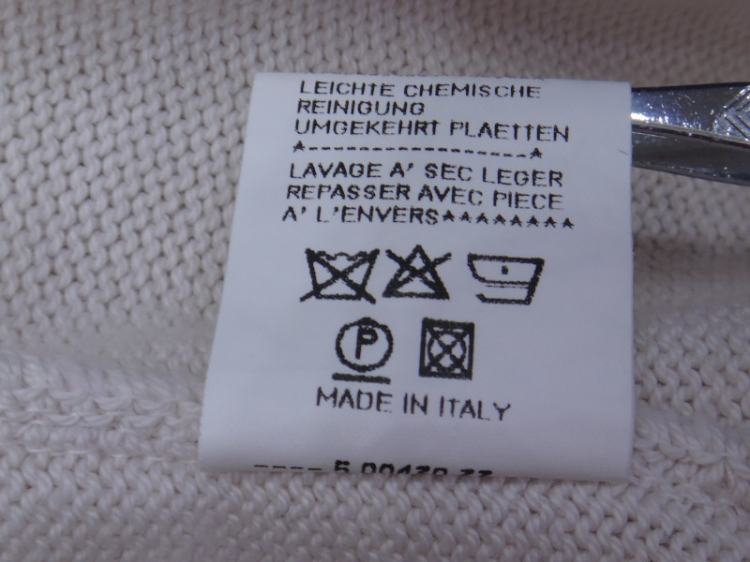 LEICHTE CHEMISCHE
REINIGUNG
UMGEKEHRT PLAETTEN
*-------------------*
LAVAGE A' SEC LEGER
REPASSER AVEC PIECE
A' L'ENVERS********
P
MADE IN ITALY